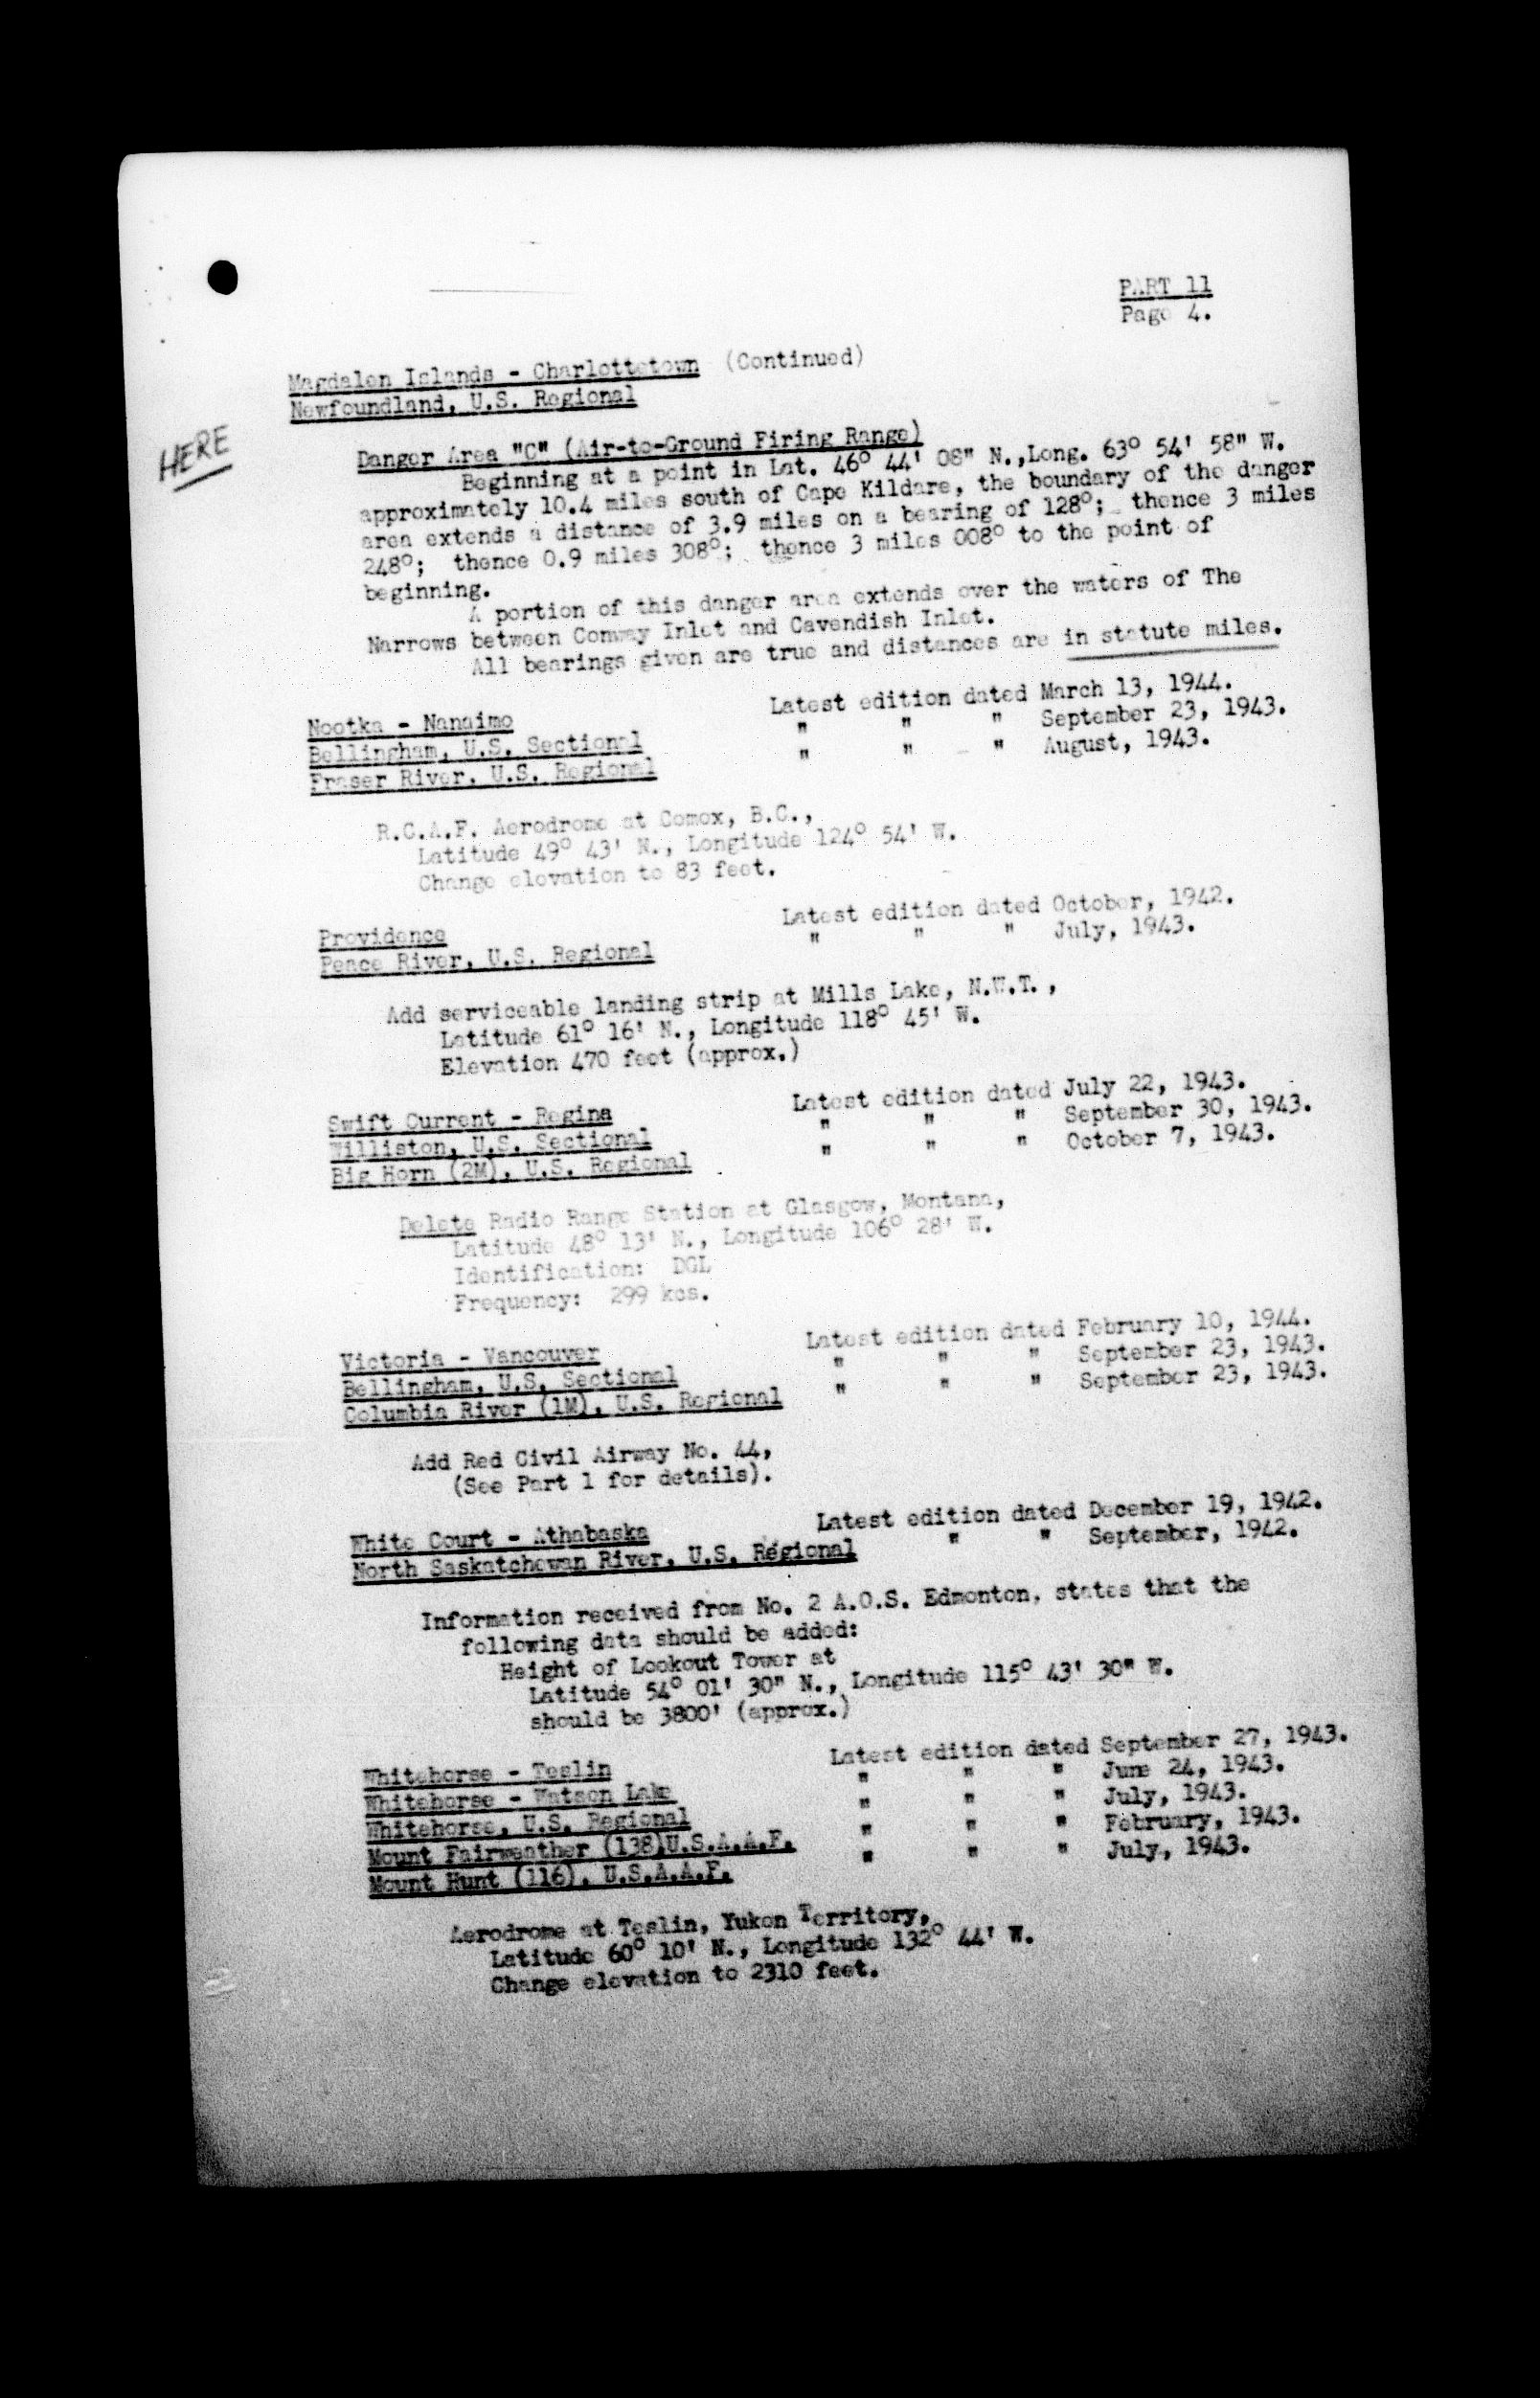 PART 11
Page 4.
Magdalen Islands - Charlottetown (Continued)
Newfoundland, U.S. Regional
HERE
Danger Area "C" (Air-to-Ground Firing Range)
Beginning at a point in Lat. 46° 44' 08" N.,Long. 63° 54' 58" W.
approximately 10.4 miles south of Cape Kildare, the boundary of the danger
area extends a distance of 3.9 miles on a bearing of 128°; thence 3 miles
248°; thence 0.9 miles 308°; thence 3 miles 008° to the point of
beginning.
A portion of this danger area extends over the waters of The
Narrows between Conway Inlet and Cavendish Inlet.
All bearings given are true and distances are in statute miles.
Nootka - Nanaimo Latest edition dated March 13, 1944.
Bellingham, U.S. Sectional " " " September 23, 1943.
Fraser River, U.S. Regional " " " August, 1943.
R.C.A.F. Aerodrome at Comox, B.C.,
Latitude 49° 43' N., Longitude 124° 54' W.
Change elevation to 83 feet.
Providence Latest edition dated October, 1942.
Peace River, U.S. Regional " " " July, 1943.
Add serviceable landing strip at Mills Lake, N.W.T.,
Latitude 61° 16' N., Longitude 118° 45' W.
Elevation 470 feet (approx.)
Swift Current - Regina Latest edition dated July 22, 1943.
Williston, U.S. Sectional " " " September 30, 1943.
Big Horn (2M), U.S. Regional " " " October 7, 1943.
Delete Radio Range Station at Glasgow, Montana,
Latitude 48° 13' N., Longitude 106° 28' W.
Identification: DGL
Frequency: 299 kcs.
Victoria - Vancouver Latest edition dated February 10, 1944.
Bellingham, U.S. Sectional " " " September 23, 1943.
Columbia River (1M), U.S. Regional " " " September 23, 1943.
Add Red Civil Airway No. 44,
(See Part 1 for details).
White Court - Athabaska Latest edition dated December 19, 1942.
North Saskatchewan River, U.S. Regional " " September, 1942.
Information received from No. 2 A.O.S. Edmonton, states that the
following data should be added:
Height of Lookout Tower at
Latitude 54° 01' 30" N., Longitude 115° 43' 30" W.
should be 3800' (approx.)
Whitehorse - Teslin Latest edition dated September 27, 1943.
Whitehorse - Watson Lake " " " June 24, 1943.
Whitehorse, U.S. Regional " " " July, 1943.
Mount Fairweather (138)U.S.A.A.F. " " " February, 1943.
Mount Hunt (116), U.S.A.A.F. " " " July, 1943.
Aerodrome at Teslin, Yukon Territory,
Latitude 60° 10' N., Longitude 132° 44' W.
Change elevation to 2310 feet.